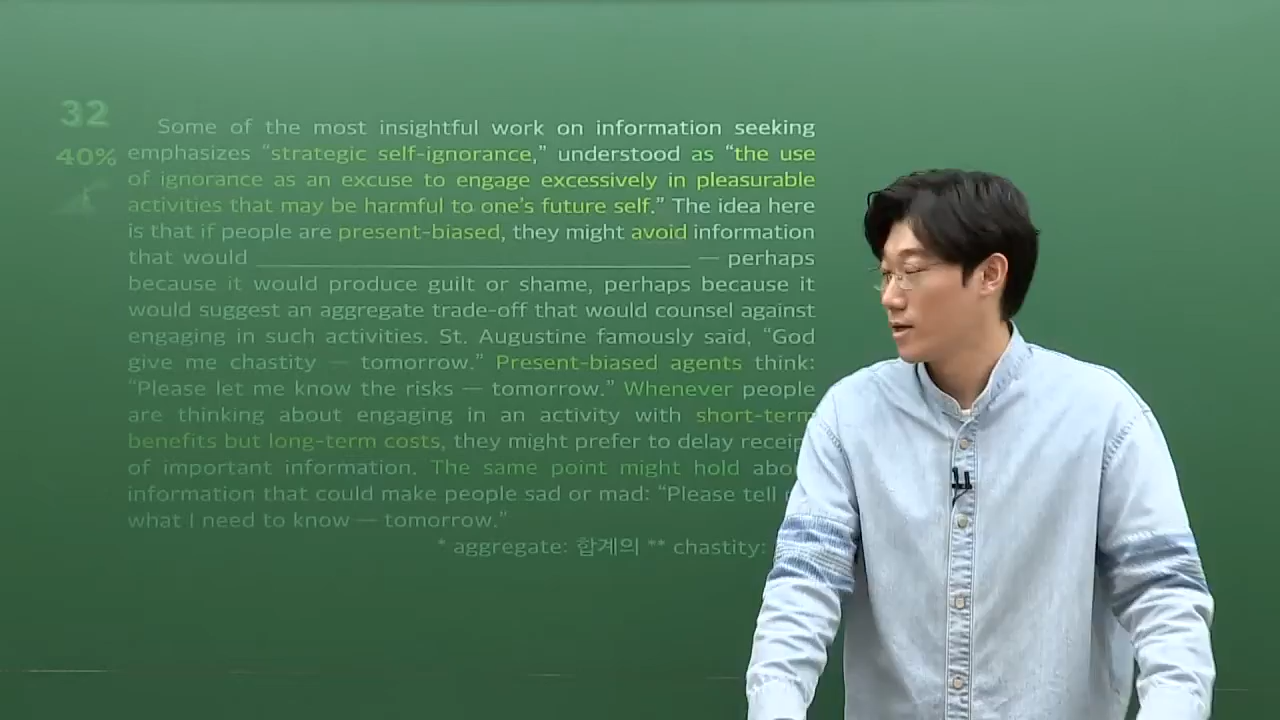 32
40%
Some of the most insightful work on information seeking
emphasizes “strategic self-ignorance,” understood as “the use
of ignorance as an excuse to engage excessively in pleasurable
activities that may be harmful to one’s future self.” The idea here
is that if people are present-biased, they might avoid information
that would ______________________________ — perhaps
because it would produce guilt or shame, perhaps because it
would suggest an aggregate trade-off that would counsel against
engaging in such activities. St. Augustine famously said, “God
give me chastity — tomorrow.” Present-biased agents think:
“Please let me know the risks — tomorrow.” Whenever people
are thinking about engaging in an activity with short-term
benefits but long-term costs, they might prefer to delay
of important information. The same point might hold
information that could make people sad or mad: “Please tell
what I need to know — tomorrow.”
* aggregate: 합계의 ** chastity: